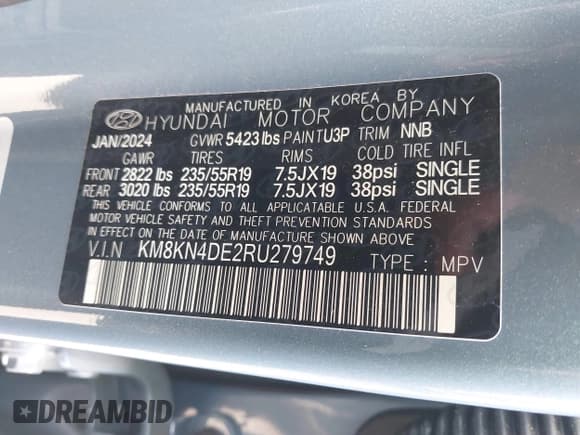 MANUFACTURED IN KOREA BY
HYUNDAI MOTOR COMPANY
JAN/2024 GVWR 5423 lbs PAINT U3P TRIM NNB
GAWR TIRES RIMS COLD TIRE INFL
FRONT 2822 lbs 235/55R19 7.5JX19 38psi SINGLE
REAR 3020 lbs 235/55R19 7.5JX19 38psi SINGLE
THIS VEHICLE CONFORMS TO ALL APPLICATABLE U.S.A. FEDERAL
MOTOR VEHICLE SAFETY AND THEFT PREVENTION STANDARDS
IN EFFECT ON THE DATE OF MANUFACTURE SHOWN ABOVE.
V.I.N KM8KN4DE2RU279749 TYPE : MPV
DREAMBID